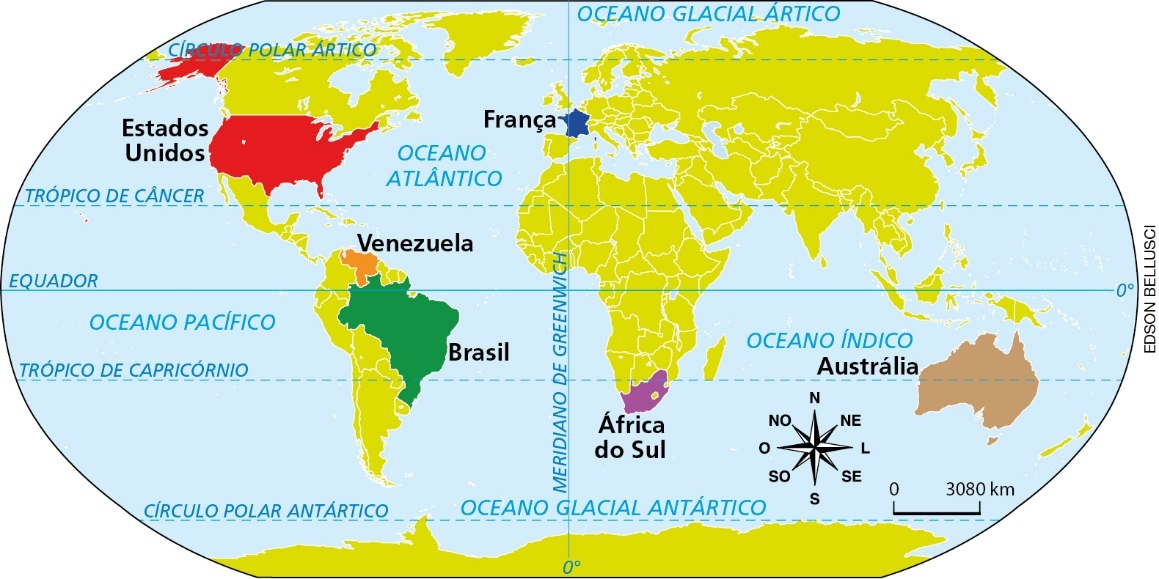 OCEANO GLACIAL ÁRTICO
CÍRCULO POLAR ÁRTICO
Estados
Unidos
França
OCEANO
ATLÂNTICO
TRÓPICO DE CÂNCER
Venezuela
EQUADOR
0°
OCEANO PACÍFICO
Brasil
MERIDIANO DE GREENWICH
OCEANO ÍNDICO
Austrália
TRÓPICO DE CAPRICÓRNIO
África
do Sul
N
NO
NE
O
L
SO
SE
S
0 3080 km
CÍRCULO POLAR ANTÁRTICO
OCEANO GLACIAL ANTÁRTICO
0°
EDSON BELLUSCI